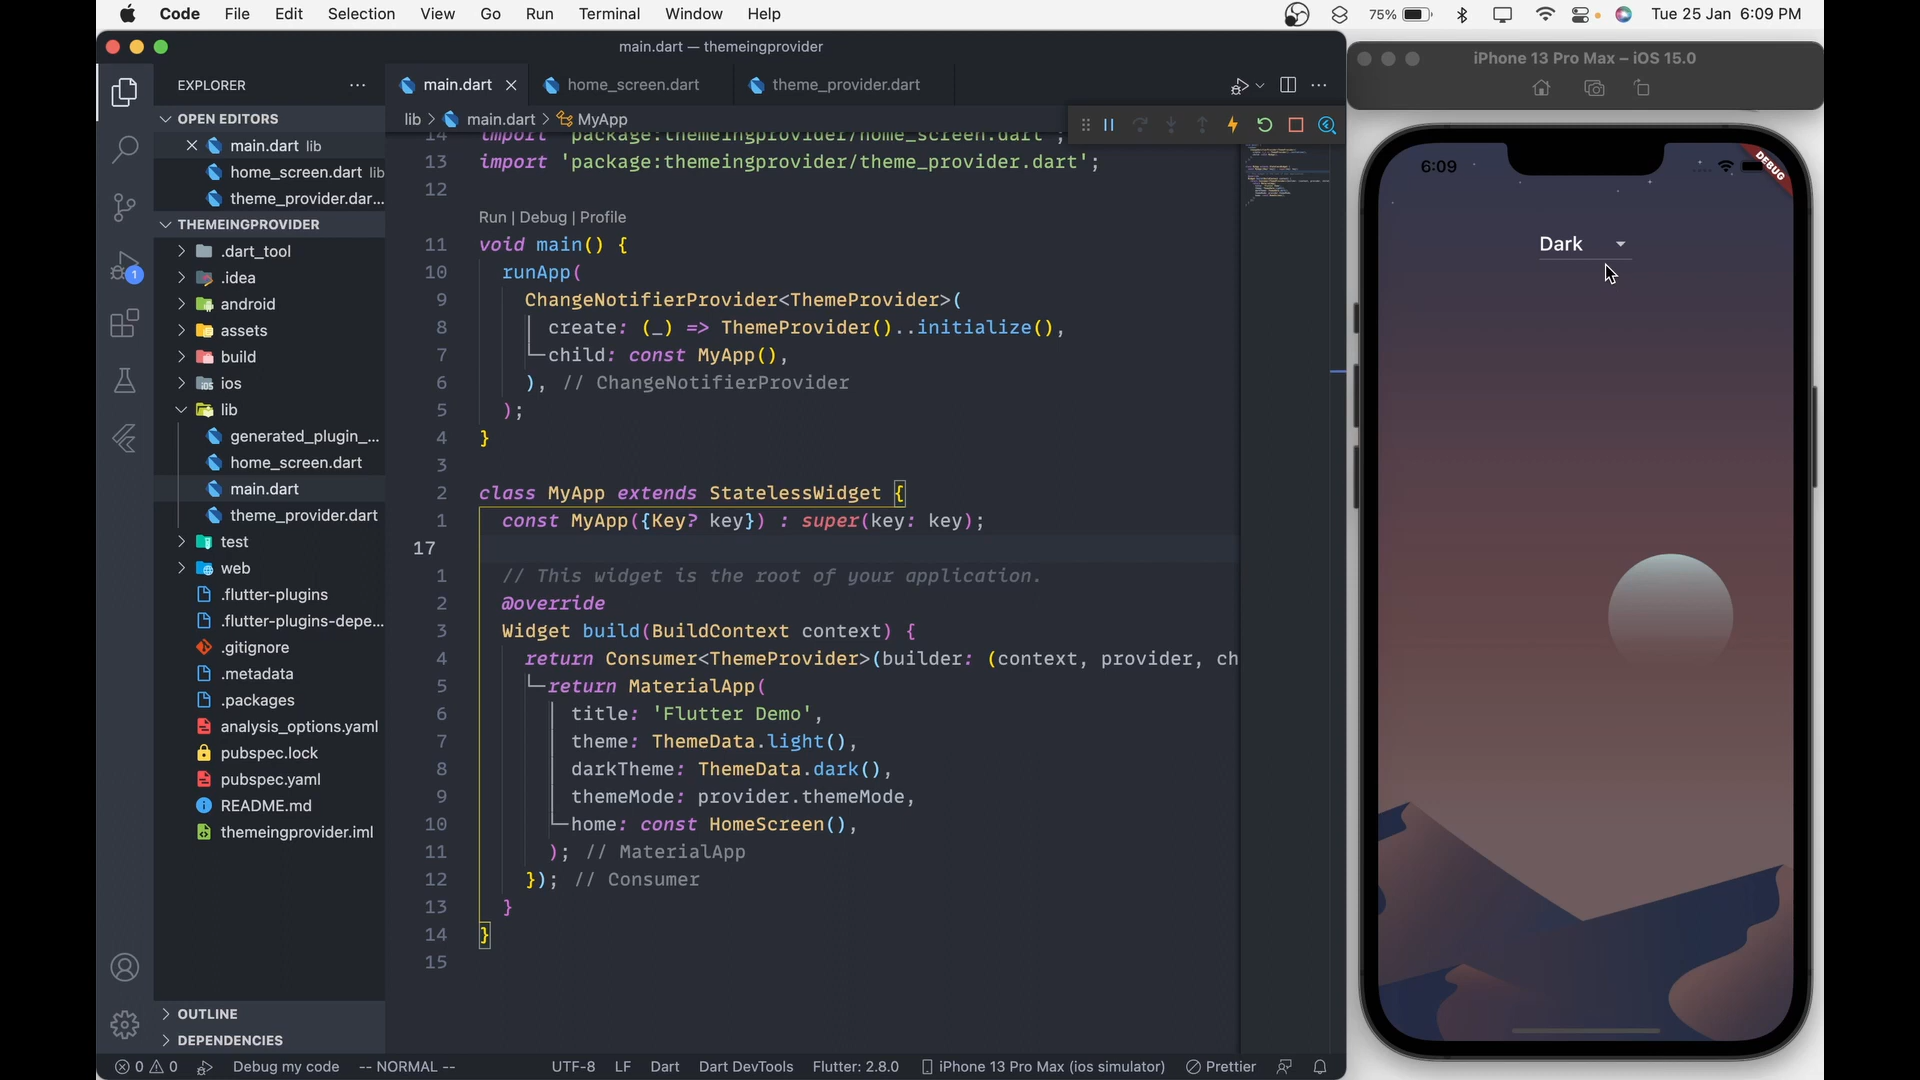 Code File Edit Selection View Go Run Terminal Window Help
75% Tue 25 Jan 6:09 PM
main.dart — themeingprovider
EXPLORER
OPEN EDITORS
main.dart lib
home_screen.dart lib
theme_provider.dar...
THEMEINGPROVIDER
.dart_tool
.idea
android
assets
build
ios
lib
generated_plugin_...
home_screen.dart
main.dart
theme_provider.dart
test
web
.flutter-plugins
.flutter-plugins-depe...
.gitignore
.metadata
.packages
analysis_options.yaml
pubspec.lock
pubspec.yaml
README.md
themeingprovider.iml
OUTLINE
DEPENDENCIES
1
main.dart home_screen.dart theme_provider.dart
lib > main.dart > MyApp
14 import 'package:themeingprovider/home_screen.dart';
13 import 'package:themeingprovider/theme_provider.dart';
12
Run | Debug | Profile
11 void main() {
10 runApp(
9 ChangeNotifierProvider<ThemeProvider>(
8 create: (_) => ThemeProvider()..initialize(),
7 child: const MyApp(),
6 ), // ChangeNotifierProvider
5 );
4 }
3
2 class MyApp extends StatelessWidget {
1 const MyApp({Key? key}) : super(key: key);
17
1 // This widget is the root of your application.
2 @override
3 Widget build(BuildContext context) {
4 return Consumer<ThemeProvider>(builder: (context, provider, ch
5 return MaterialApp(
6 title: 'Flutter Demo',
7 theme: ThemeData.light(),
8 darkTheme: ThemeData.dark(),
9 themeMode: provider.themeMode,
10 home: const HomeScreen(),
11 ); // MaterialApp
12 }); // Consumer
13 }
14 }
15
0 0 Debug my code -- NORMAL -- UTF-8 LF Dart Dart DevTools Flutter: 2.8.0 iPhone 13 Pro Max (ios simulator) Prettier
iPhone 13 Pro Max – iOS 15.0
6:09
DEBUG
Dark